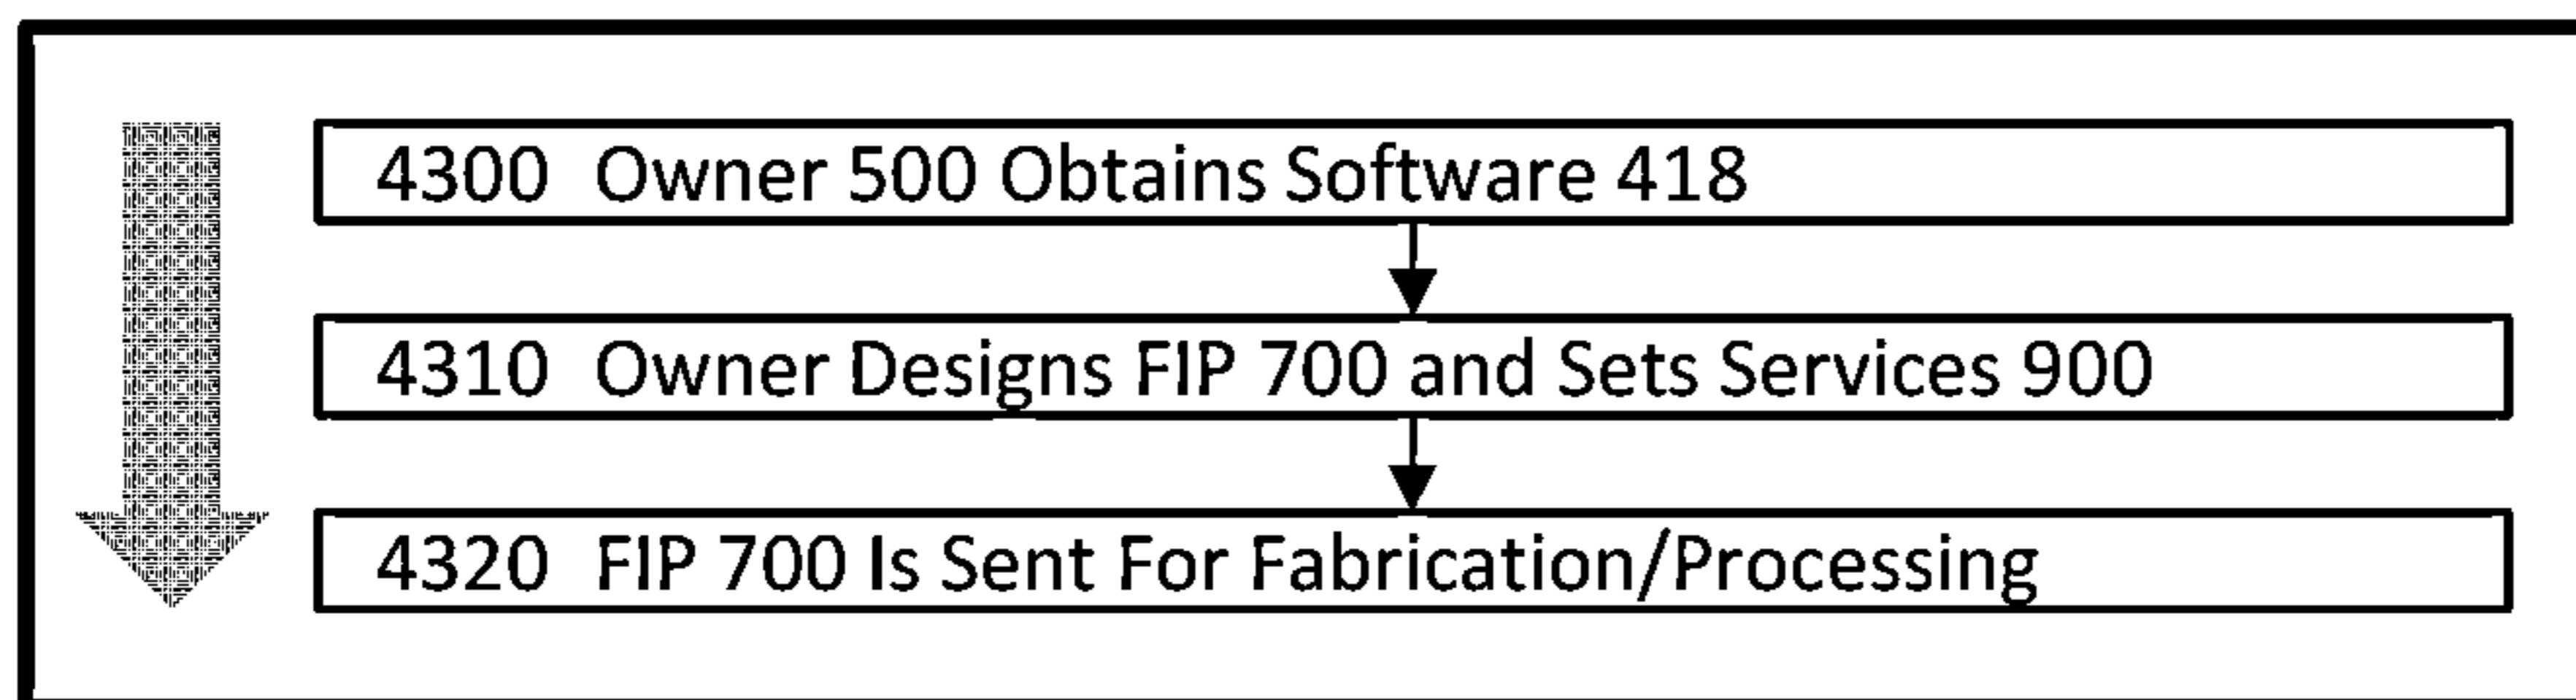 4300 Owner 500 Obtains Software 418
4310 Owner Designs FIP 700 and Sets Services 900
4320 FIP 700 Is Sent For Fabrication/Processing